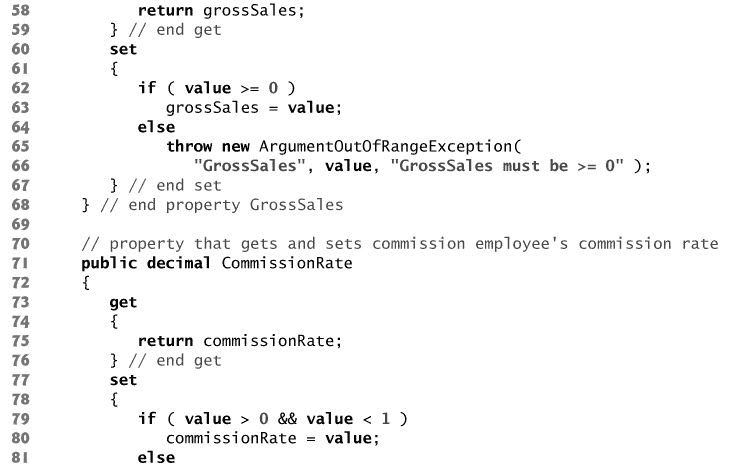 58 return grossSales;
59 } // end get
60 set
61 {
62 if ( value >= 0 )
63 grossSales = value;
64 else
65 throw new ArgumentOutOfRangeException(
66 "GrossSales", value, "GrossSales must be >= 0" );
67 } // end set
68 } // end property GrossSales
69
70 // property that gets and sets commission employee's commission rate
71 public decimal CommissionRate
72 {
73 get
74 {
75 return commissionRate;
76 } // end get
77 set
78 {
79 if ( value > 0 && value < 1 )
80 commissionRate = value;
81 else